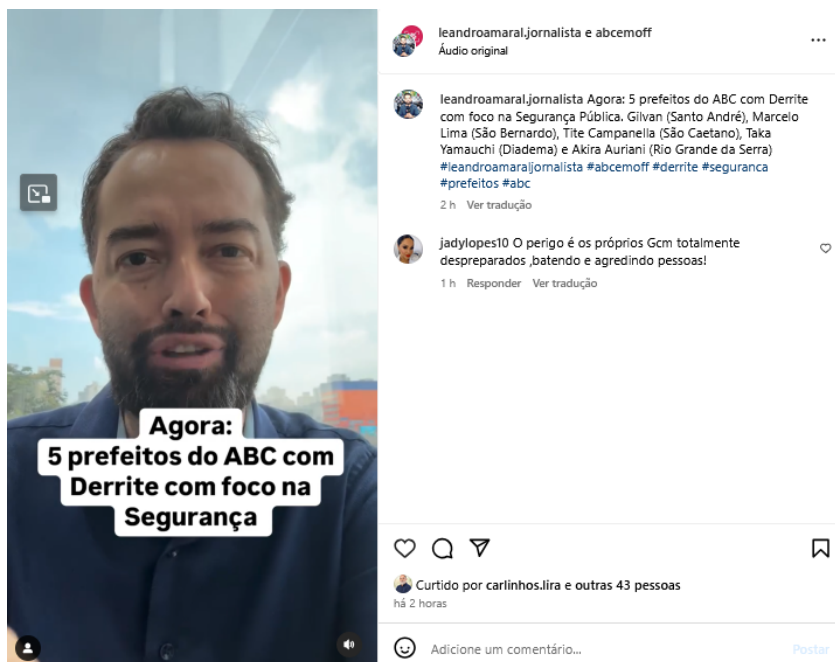 leandroamaral.jornalista e abcemoff
Áudio original
leandroamaral.jornalista Agora: 5 prefeitos do ABC com Derrite
com foco na Segurança Pública. Gilvan (Santo André), Marcelo
Lima (São Bernardo), Tite Campanella (São Caetano), Taka
Yamauchi (Diadema) e Akira Auriani (Rio Grande da Serra)
#leandroamaraljornalista #abcemoff #derrite #seguranca
#prefeitos #abc
2 h Ver tradução
jadylopes10 O perigo é os próprios Gcm totalmente
despreparados ,batendo e agredindo pessoas!
1 h Responder Ver tradução
Agora:
5 prefeitos do ABC com
Derrite com foco na
Segurança
Curtido por carlinhos.lira e outras 43 pessoas
há 2 horas
Adicione um comentário...
Postar